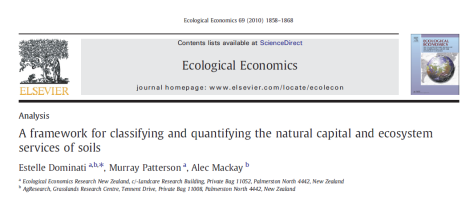 Ecological Economics 69 (2010) 1858–1868
Contents lists available at ScienceDirect
Ecological Economics
journal homepage: www.elsevier.com/locate/ecolecon
ELSEVIER
ECOLOGICAL
ECONOMICS
Analysis
A framework for classifying and quantifying the natural capital and ecosystem
services of soils
Estelle Dominati a,b,*, Murray Patterson a, Alec Mackay b
a Ecological Economics Research New Zealand, c/-Landcare Research Building, Private Bag 11052, Palmerston North 4442, New Zealand
b AgResearch, Grasslands Research Centre, Tennent Drive, Private Bag 11008, Palmerston North 4442, New Zealand